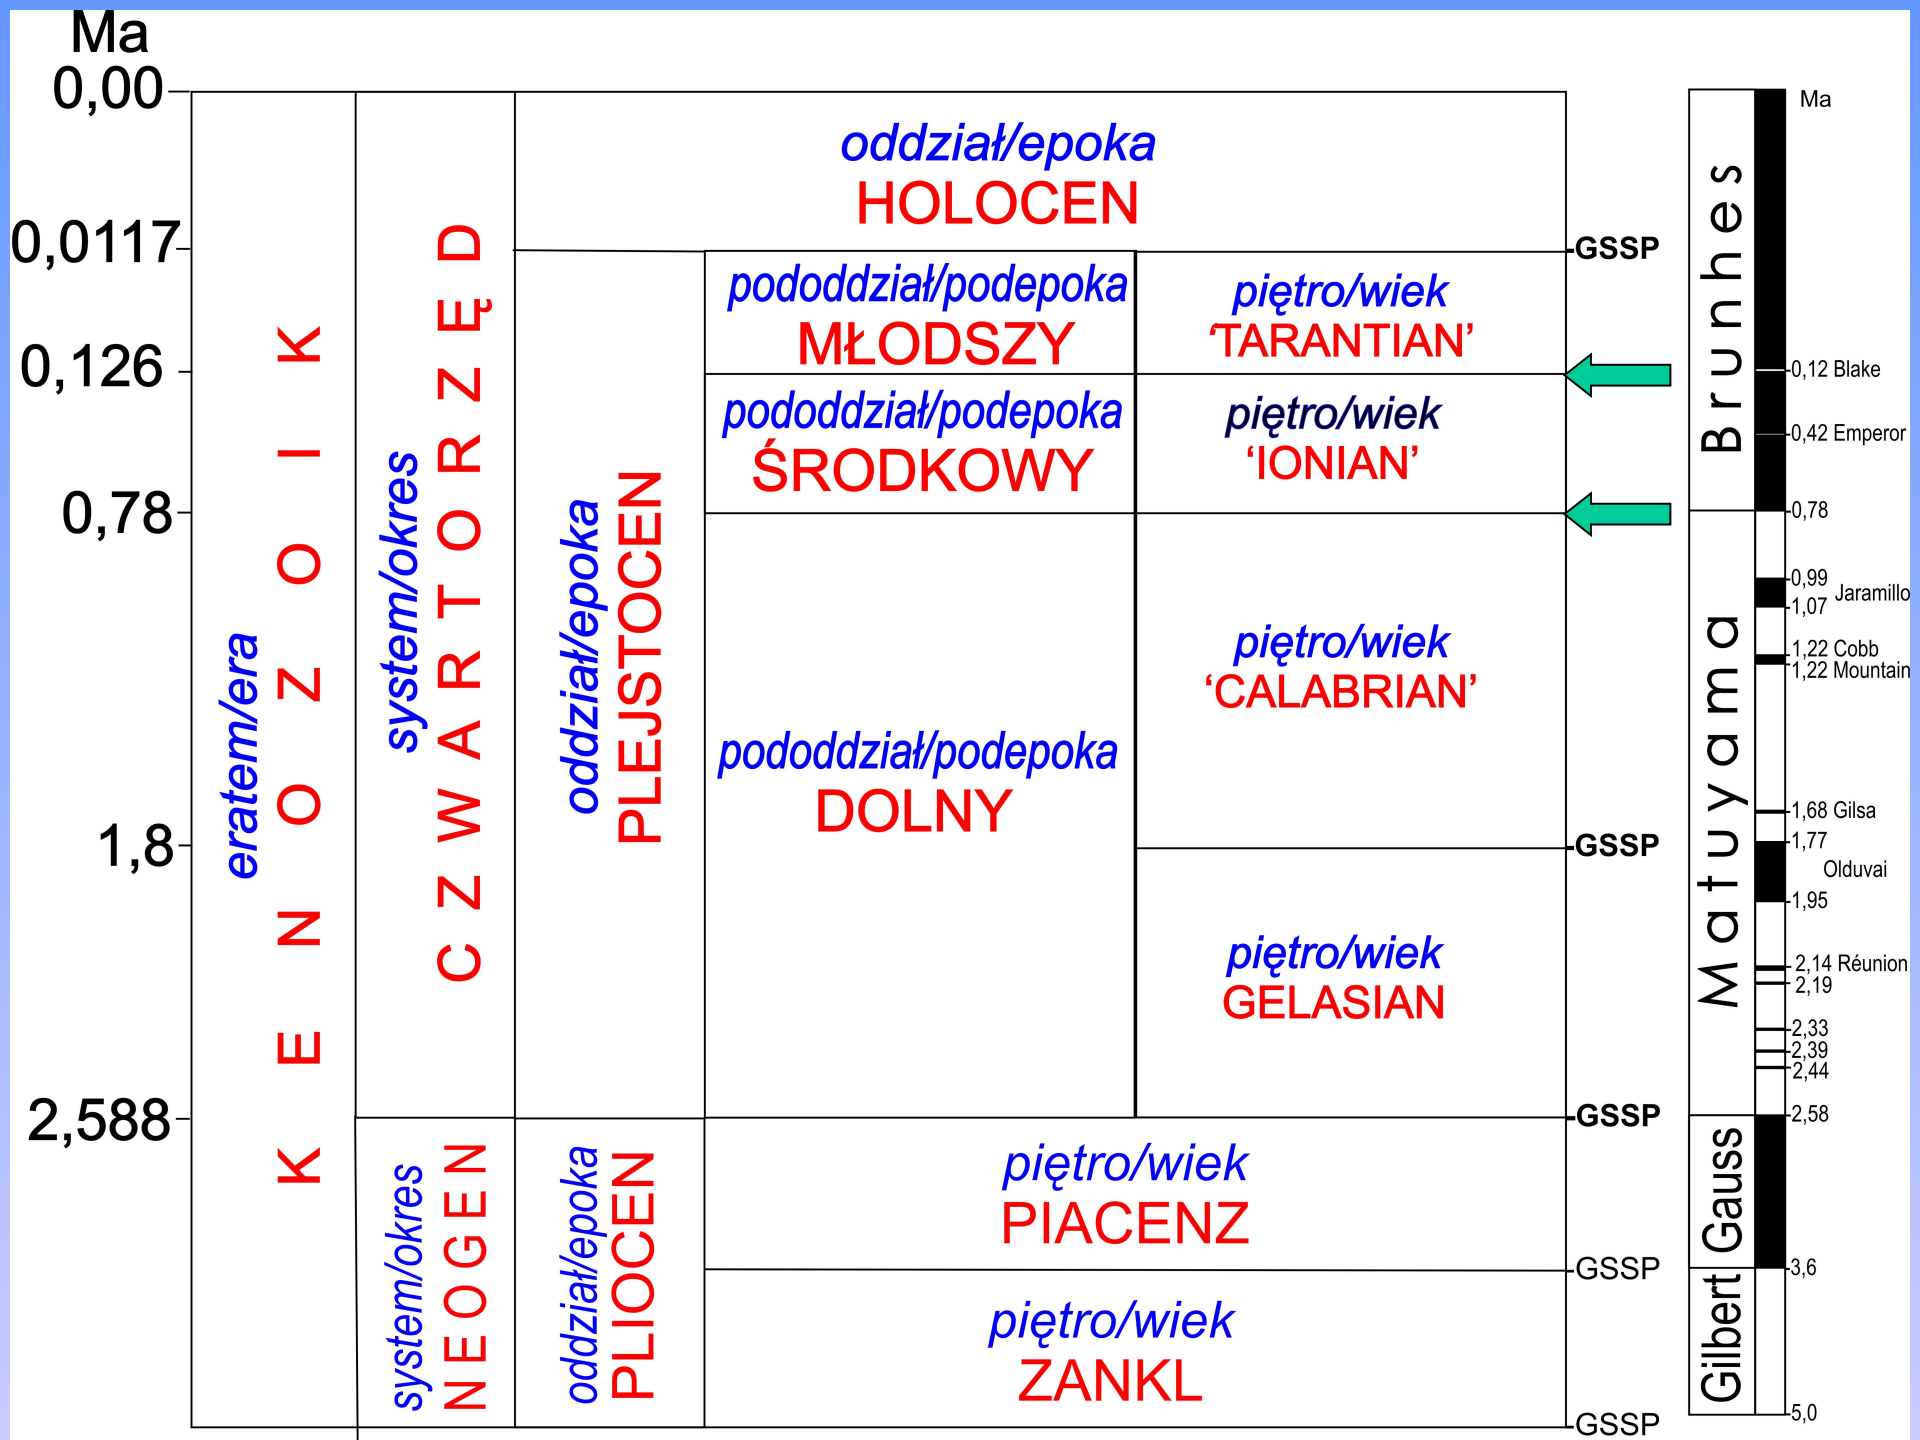 Ma
0,00
0,0117
0,126
0,78
1,8
2,588
eratem/era
KENOZOIK
system/okres
CZWARTORZĘD
system/okres
NEOGEN
oddział/epoka
HOLOCEN
oddział/epoka
PLEJSTOCEN
oddział/epoka
PLIOCEN
pododdział/podepoka
MŁODSZY
pododdział/podepoka
ŚRODKOWY
pododdział/podepoka
DOLNY
piętro/wiek
‘TARANTIAN’
piętro/wiek
‘IONIAN’
piętro/wiek
‘CALABRIAN’
piętro/wiek
GELASIAN
piętro/wiek
PIACENZ
piętro/wiek
ZANKL
GSSP
GSSP
GSSP
GSSP
GSSP
Brunhes
Matuyama
Gauss
Gilbert
Ma
0,12 Blake
0,42 Emperor
0,78
0,99
Jaramillo
1,07
1,22 Cobb
1,22 Mountain
1,68 Gilsa
1,77
Olduvai
1,95
2,14 Réunion
2,19
2,33
2,39
2,44
2,58
3,6
5,0